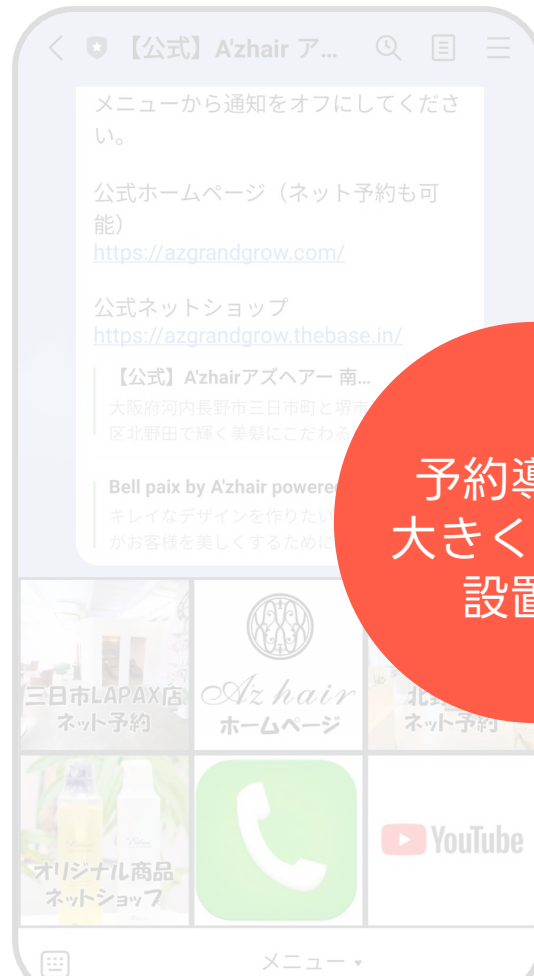 【公式】A'zhair ア...
メニューから通知をオフにしてくださ
い。
公式ホームページ（ネット予約も可
能）
https://azgrandgrow.com/
公式ネットショップ
https://azgrandgrow.thebase.in/
【公式】A'zhairアズヘアー 南...
大阪府河内長野市三日市町と堺市
区北野田で輝く美髪にこだわる
Bell paix by A'zhair powere
キレイなデザインを作りたい
がお客様を美しくするために
予約導
大きく
設置
三日市LAPAX店
ネット予約
Az hair
ホームページ
北野
ネット予約
オリジナル商品
ネットショップ
YouTube
メニュー